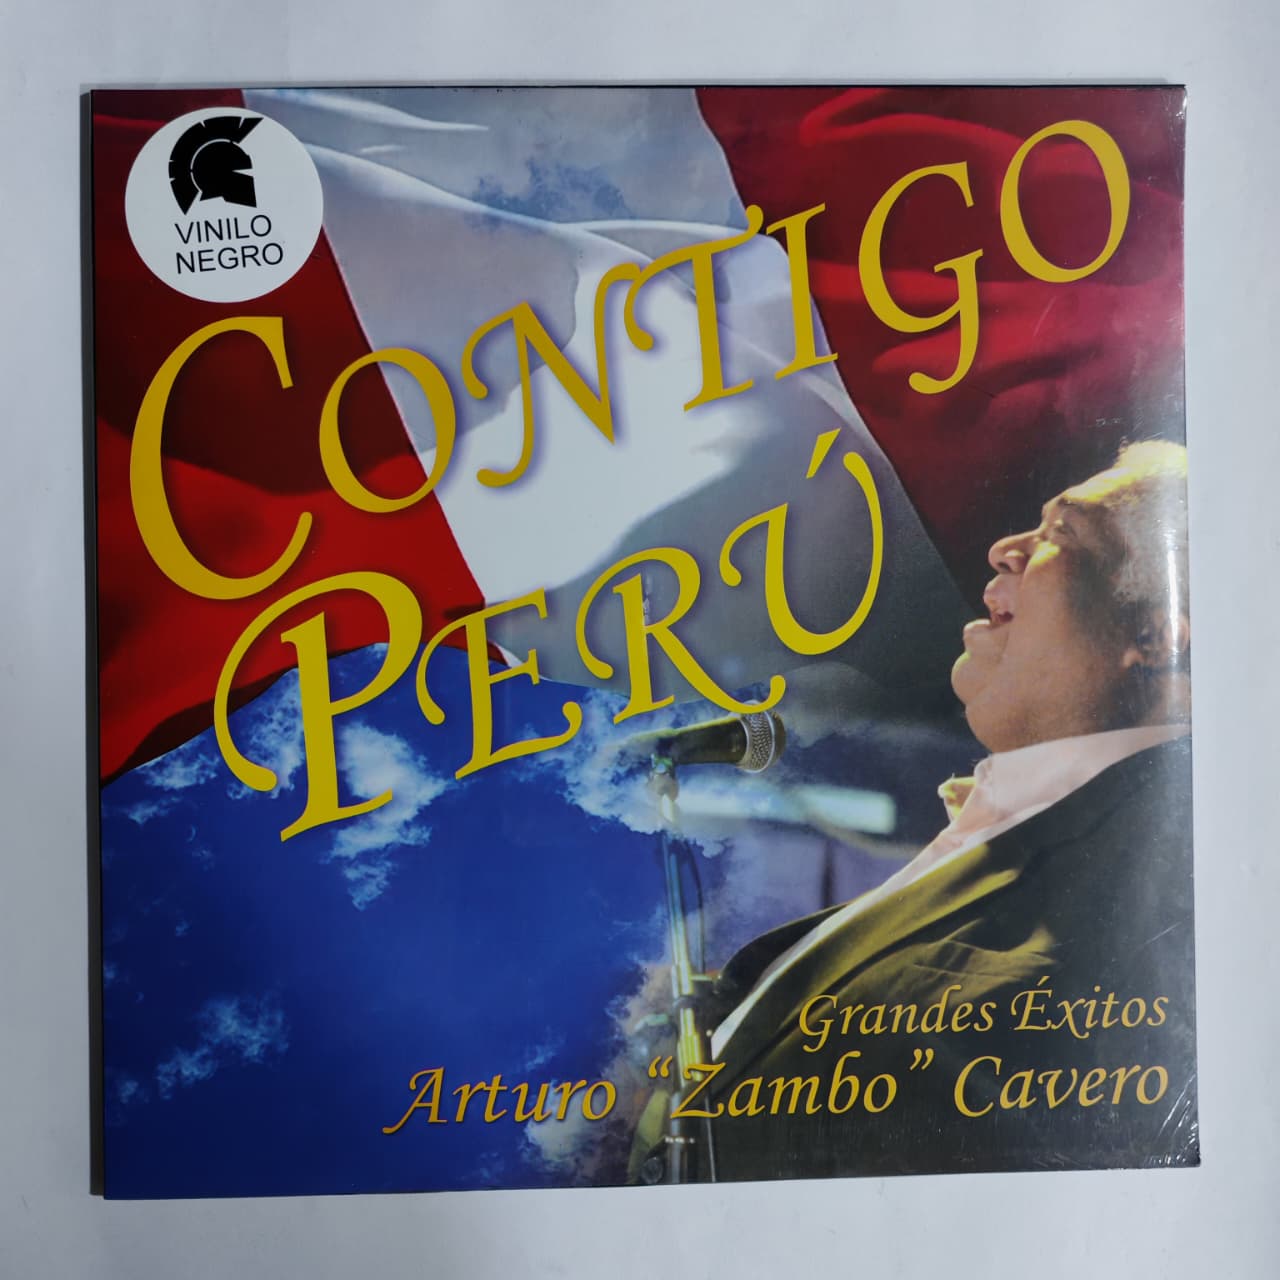 VINILO
NEGRO
CONTIGO
PERÚ
Grandes Éxitos
Arturo "Zambo" Cavero